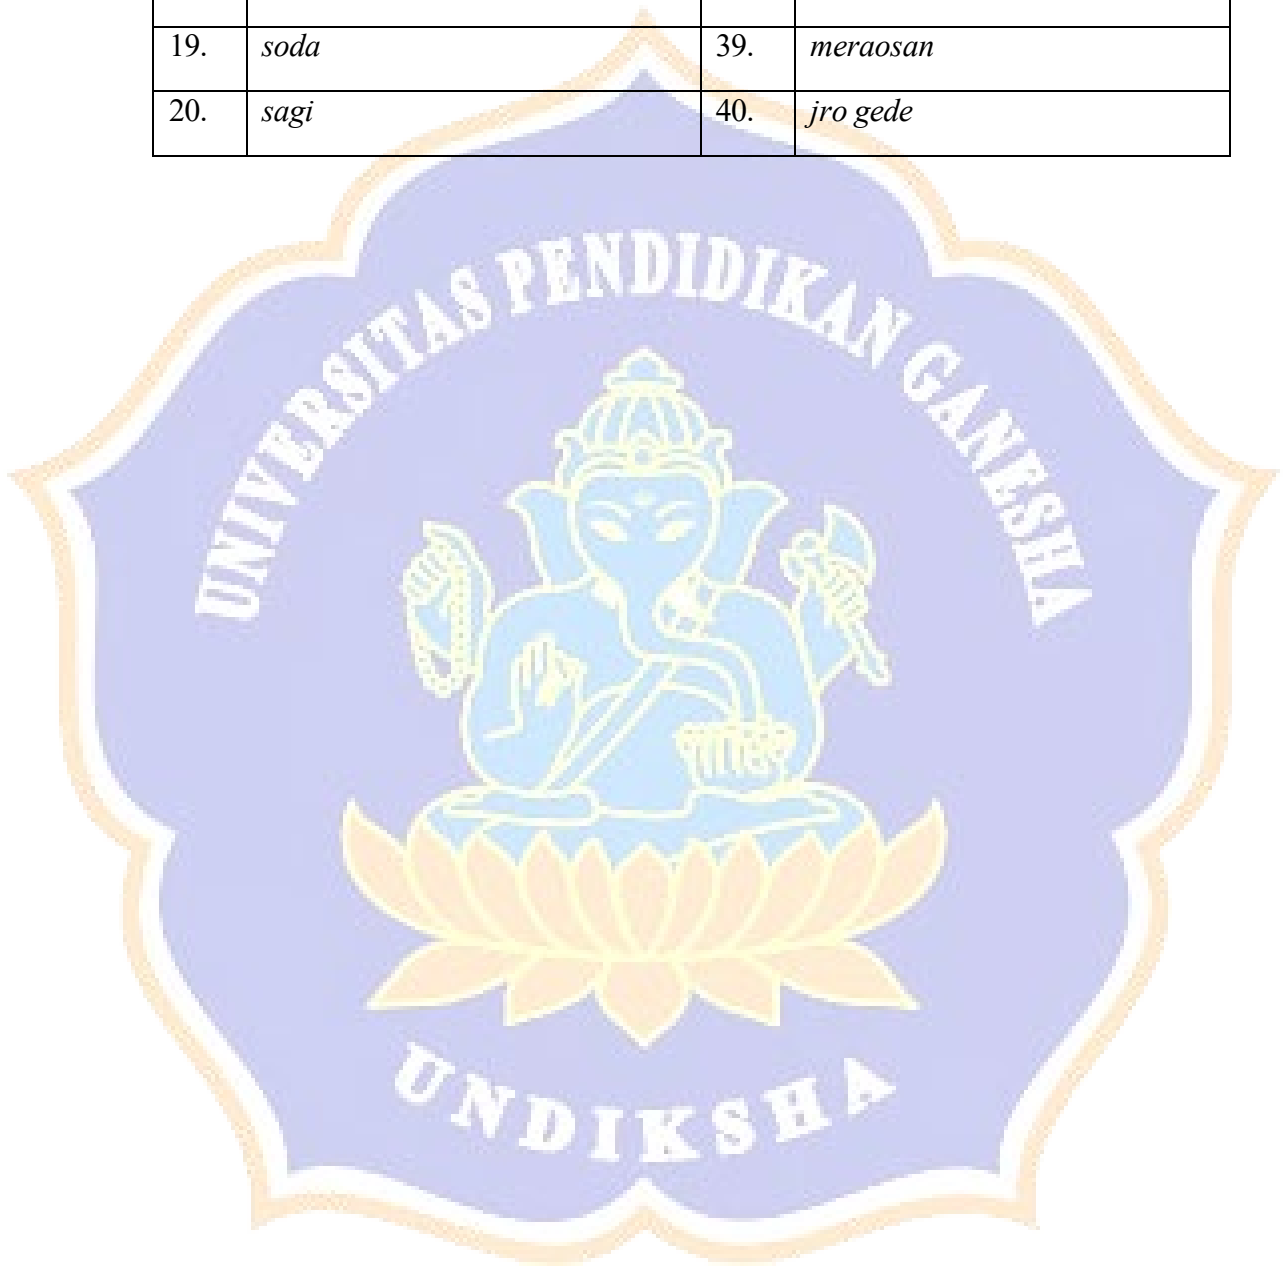 19. soda 39. meraosan
20. sagi 40. jro gede
UNIVERSITAS PENDIDIKAN GANESHA
UNDIKSHA